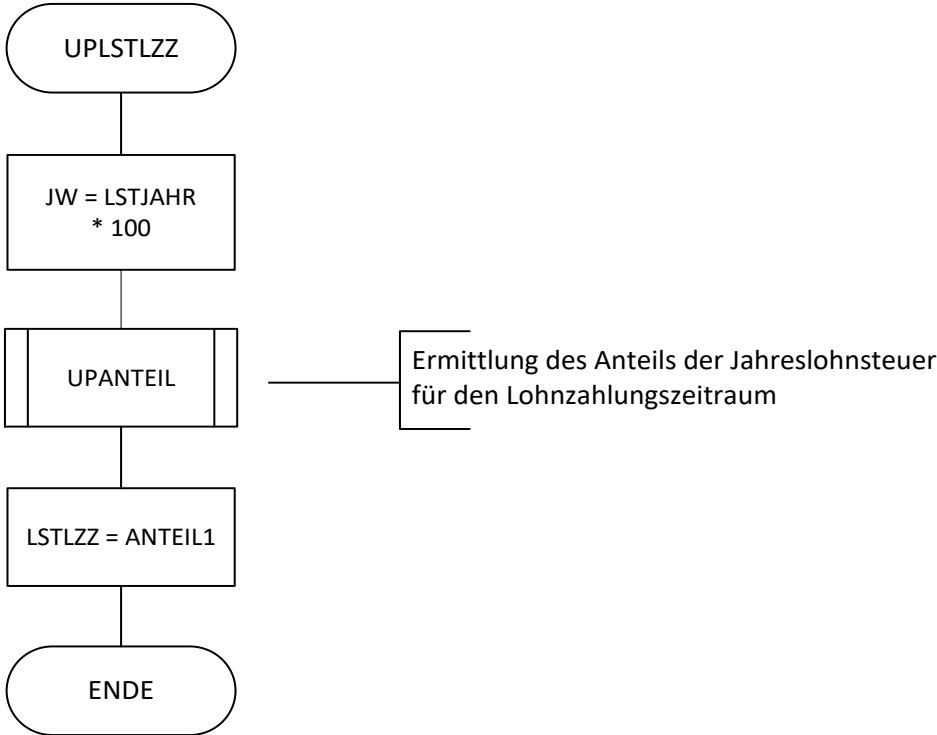 UPLSTLZZ
JW = LSTJAHR
* 100
UPANTEIL
Ermittlung des Anteils der Jahreslohnsteuer
für den Lohnzahlungszeitraum
LSTLZZ = ANTEIL1
ENDE